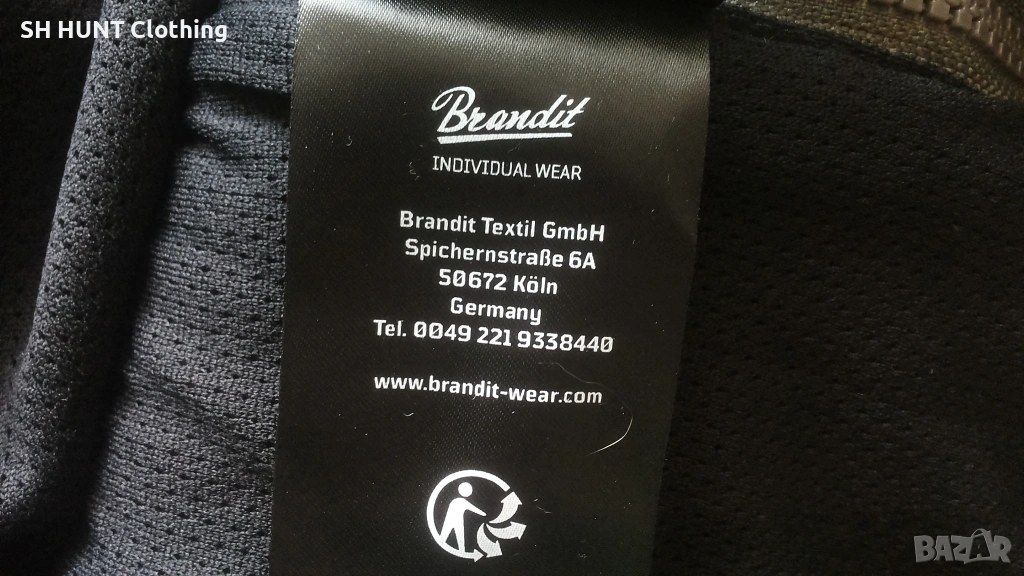 SH HUNT Clothing
Brandit
INDIVIDUAL WEAR
Brandit Textil GmbH
Spichernstraße 6A
50672 Köln
Germany
Tel. 0049 221 9338440
www.brandit-wear.com
BAZAR